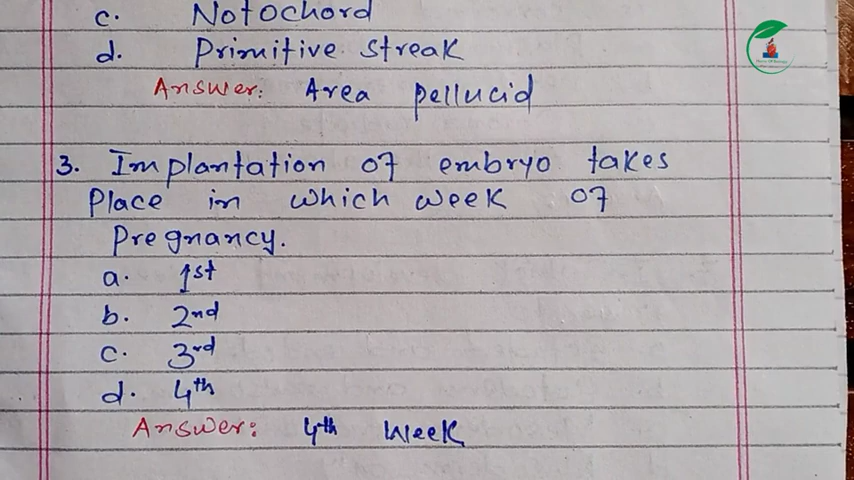 c. Notochord
d. Primitive streak
Answer: Area pellucid
3. Implantation of embryo takes
Place in which week of
Pregnancy.
a. 1st
b. 2nd
c. 3rd
d. 4th
Answer: 4th Week